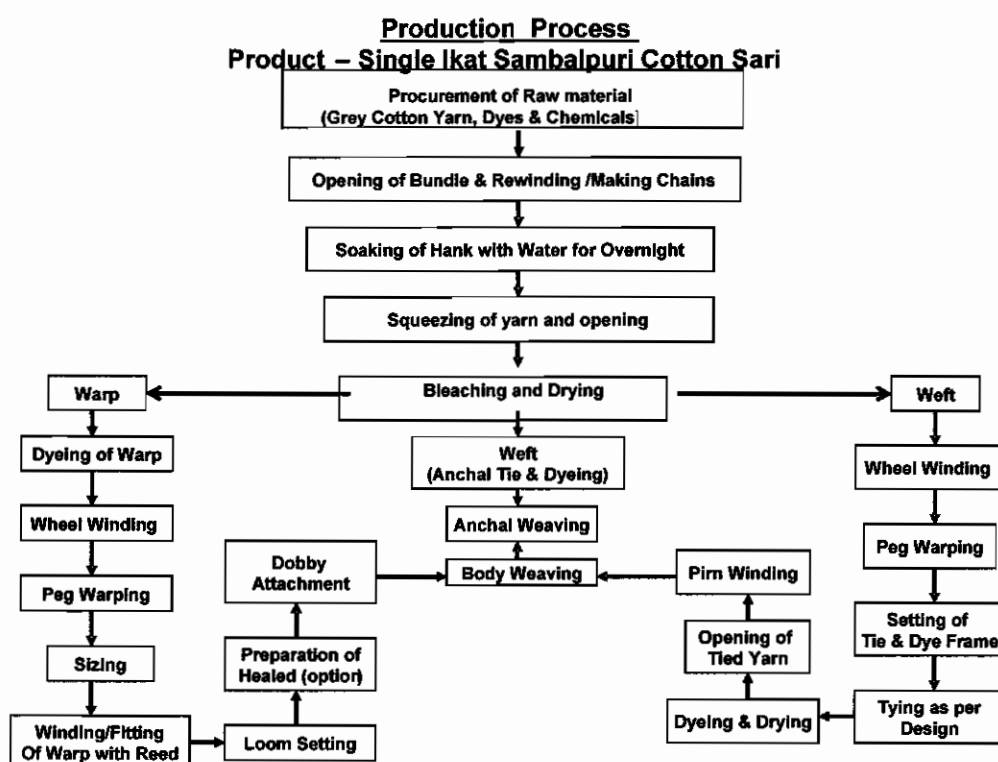 Production Process
Product – Single Ikat Sambalpuri Cotton Sari
Procurement of Raw material
(Grey Cotton Yarn, Dyes & Chemicals)
Opening of Bundle & Rewinding /Making Chains
Soaking of Hank with Water for Overnight
Squeezing of yarn and opening
Bleaching and Drying
Warp
Dyeing of Warp
Wheel Winding
Peg Warping
Sizing
Winding/Fitting
Of Warp with Reed
Loom Setting
Preparation of
Healed (option)
Dobby
Attachment
Weft
(Anchal Tie & Dyeing)
Anchal Weaving
Body Weaving
Weft
Wheel Winding
Peg Warping
Setting of
Tie & Dye Frame
Tying as per
Design
Dyeing & Drying
Opening of
Tied Yarn
Pirn Winding